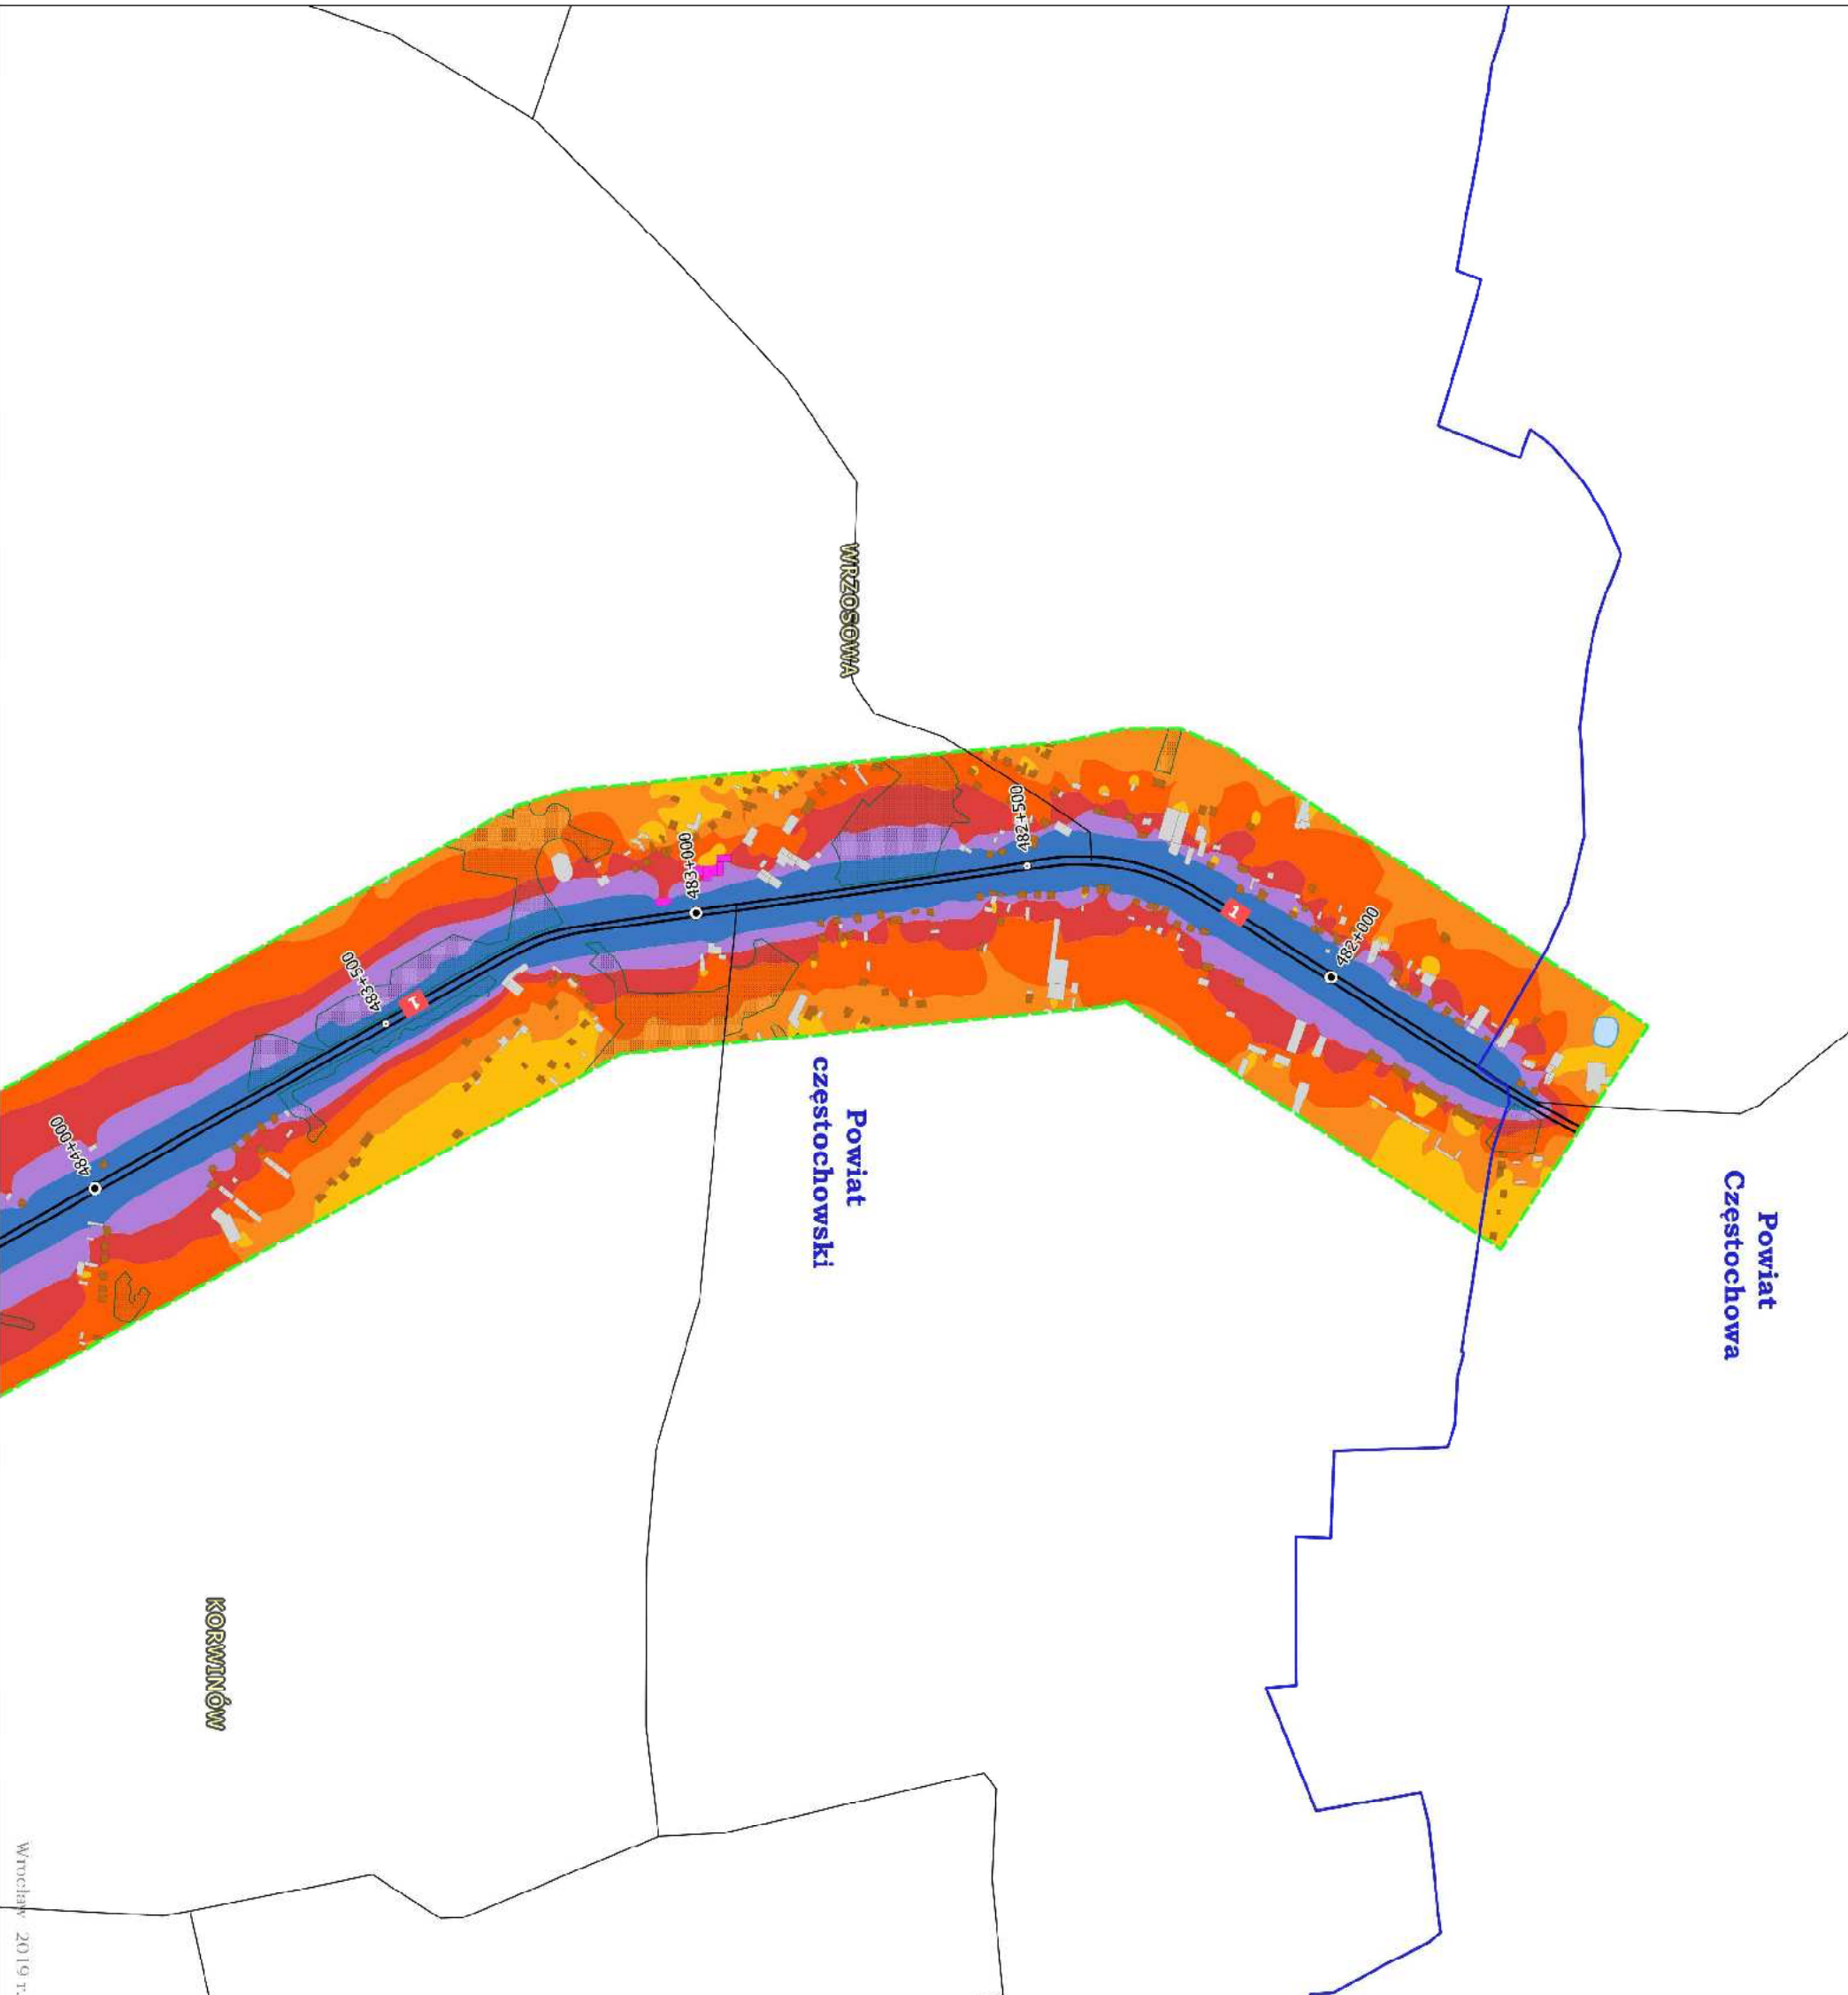 Powiat
Częstochowa
482+000
1
482+500
WRZOSOWA
Powiat
częstochowski
483+000
1
483+500
484+000
KORWINÓW
Wrocław 2019 r.